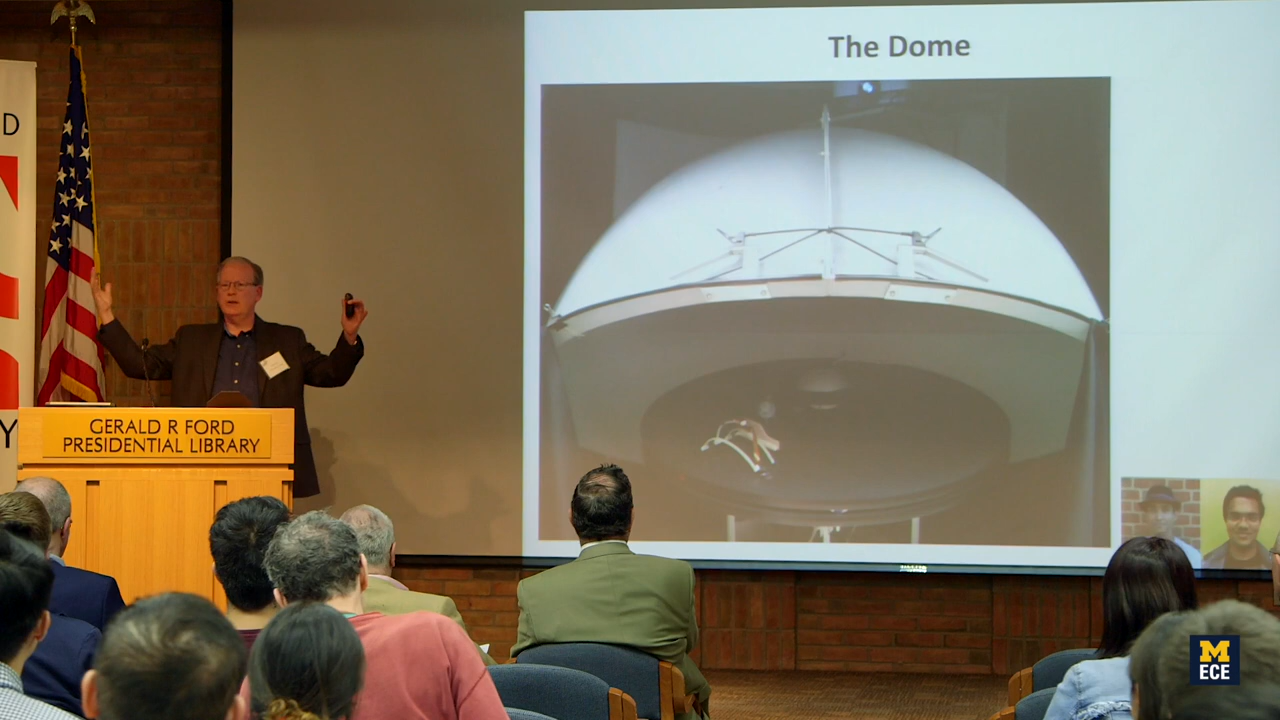 The Dome
D
Y
GERALD R FORD
PRESIDENTIAL LIBRARY
M
ECE